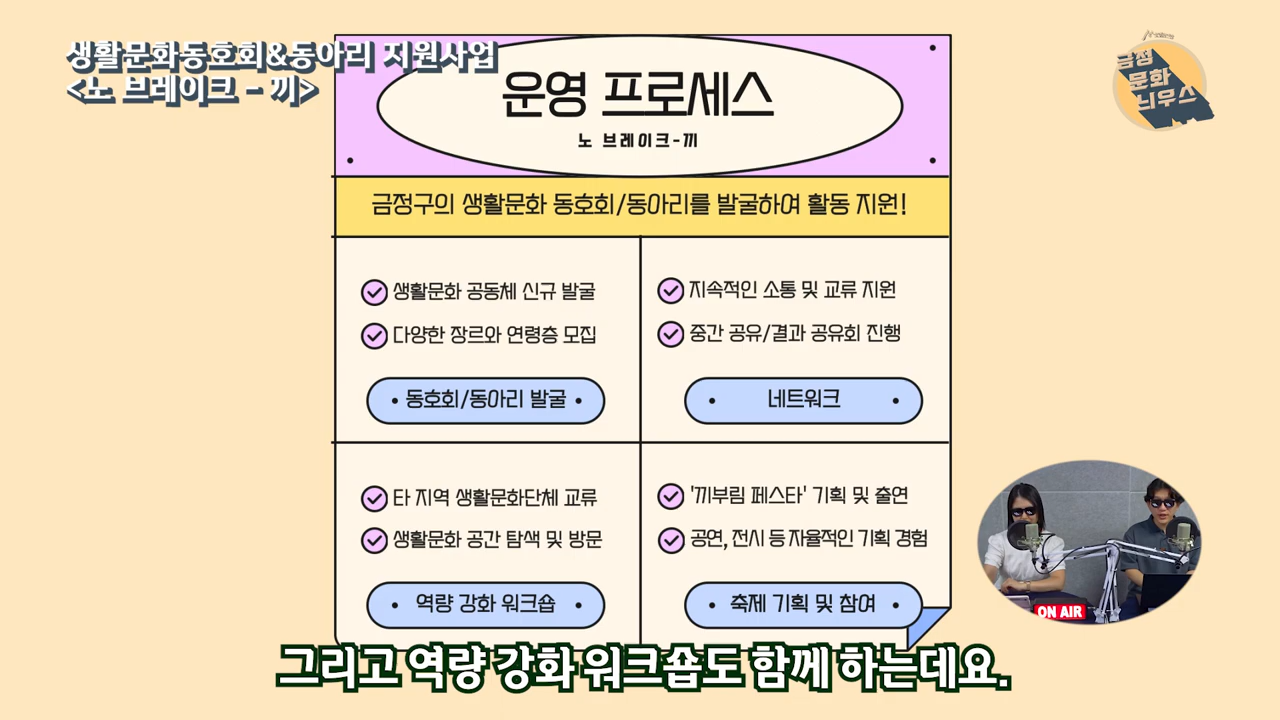 생활문화동호회&동아리 지원사업
<노 브레이크 - 끼>
금정
문화
늬우스
운영 프로세스
노 브레이크-끼
금정구의 생활문화 동호회/동아리를 발굴하여 활동 지원!
생활문화 공동체 신규 발굴
다양한 장르와 연령층 모집
동호회/동아리 발굴
지속적인 소통 및 교류 지원
중간 공유/결과 공유회 진행
네트워크
타 지역 생활문화단체 교류
생활문화 공간 탐색 및 방문
역량 강화 워크숍
'끼부림 페스타' 기획 및 출연
공연, 전시 등 자율적인 기획 경험
축제 기획 및 참여
ON AIR
그리고 역량 강화 워크숍도 함께 하는데요.